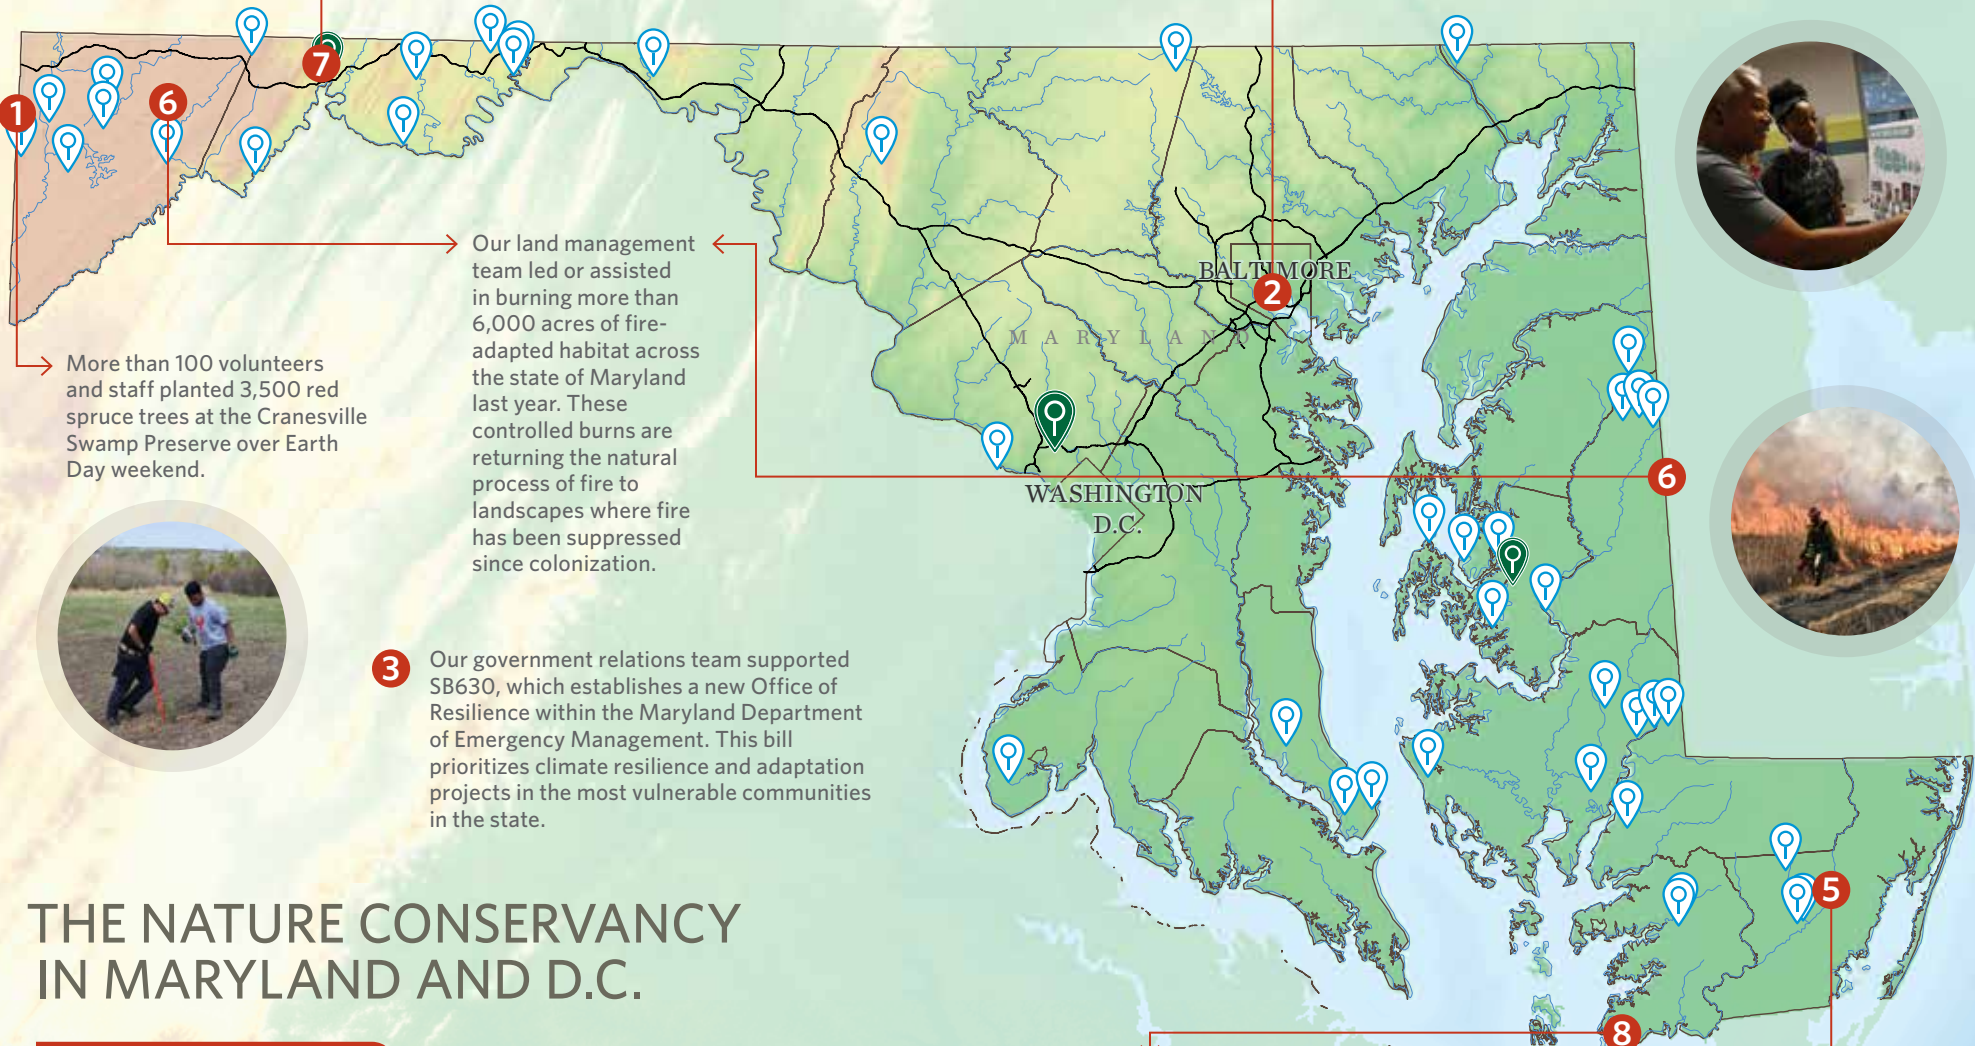 7
6
1
Our land management
team led or assisted
in burning more than
6,000 acres of fire-
adapted habitat across
the state of Maryland
last year. These
controlled burns are
returning the natural
process of fire to
landscapes where fire
has been suppressed
since colonization.
BALTIMORE
2
MARYLAND
More than 100 volunteers
and staff planted 3,500 red
spruce trees at the Cranesville
Swamp Preserve over Earth
Day weekend.
6
WASHINGTON
D.C.
3
Our government relations team supported
SB630, which establishes a new Office of
Resilience within the Maryland Department
of Emergency Management. This bill
prioritizes climate resilience and adaptation
projects in the most vulnerable communities
in the state.
5
THE NATURE CONSERVANCY
IN MARYLAND AND D.C.
8